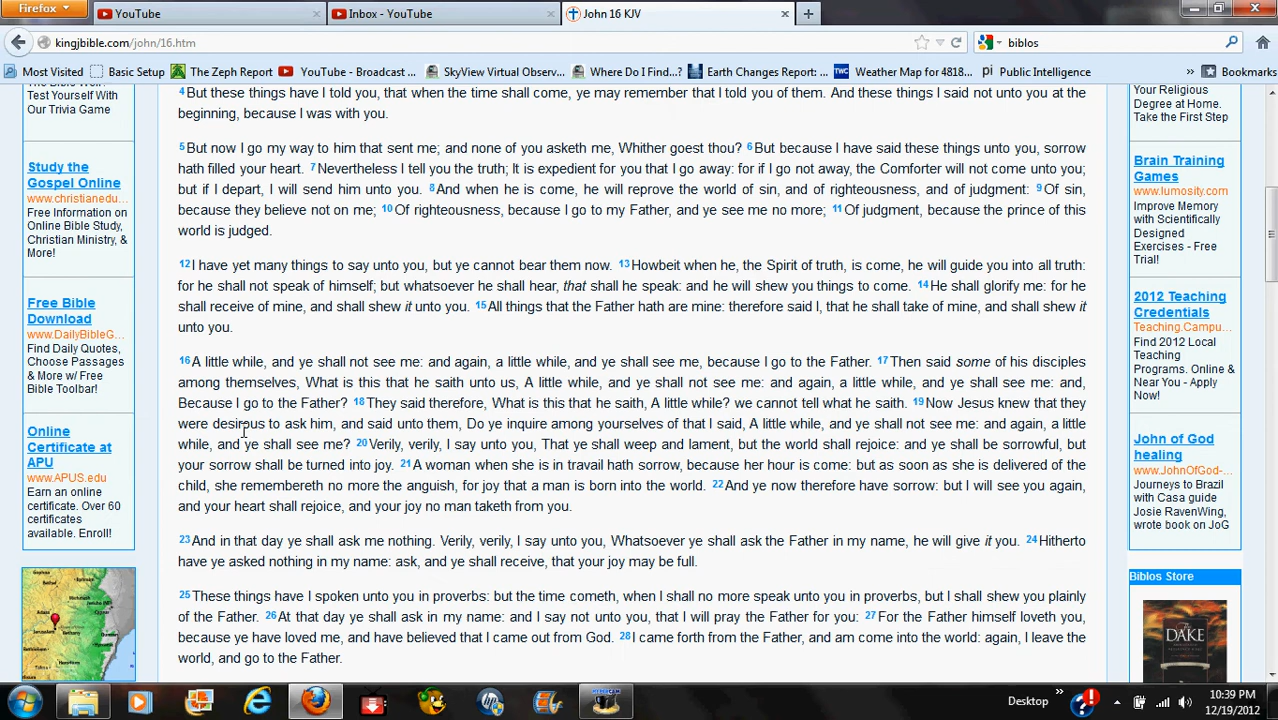 Firefox
YouTube
Inbox - YouTube
John 16 KJV
kingjbible.com/john/16.htm
biblos
Most Visited
Basic Setup
The Zeph Report
YouTube - Broadcast ...
SkyView Virtual Observ...
Where Do I Find...?
Earth Changes Report: ...
Weather Map for 4818...
Public Intelligence
»
Bookmarks
Test Yourself With
Our Trivia Game
Study the
Gospel Online
www.christianedu...
Free Information on
Online Bible Study,
Christian Ministry, &
More!
Free Bible
Download
www.DailyBibleG...
Find Daily Quotes,
Choose Passages
& More w/ Free
Bible Toolbar!
Online
Certificate at
APU
www.APUS.edu
Earn an online
certificate. Over 60
certificates
available. Enroll!
4 But these things have I told you, that when the time shall come, ye may remember that I told you of them. And these things I said not unto you at the
beginning, because I was with you.
5 But now I go my way to him that sent me; and none of you asketh me, Whither goest thou? 6 But because I have said these things unto you, sorrow
hath filled your heart. 7 Nevertheless I tell you the truth; It is expedient for you that I go away: for if I go not away, the Comforter will not come unto you;
but if I depart, I will send him unto you. 8 And when he is come, he will reprove the world of sin, and of righteousness, and of judgment: 9 Of sin,
because they believe not on me; 10 Of righteousness, because I go to my Father, and ye see me no more; 11 Of judgment, because the prince of this
world is judged.
12 I have yet many things to say unto you, but ye cannot bear them now. 13 Howbeit when he, the Spirit of truth, is come, he will guide you into all truth:
for he shall not speak of himself; but whatsoever he shall hear, that shall he speak: and he will shew you things to come. 14 He shall glorify me: for he
shall receive of mine, and shall shew it unto you. 15 All things that the Father hath are mine: therefore said I, that he shall take of mine, and shall shew it
unto you.
16 A little while, and ye shall not see me: and again, a little while, and ye shall see me, because I go to the Father. 17 Then said some of his disciples
among themselves, What is this that he saith unto us, A little while, and ye shall not see me: and again, a little while, and ye shall see me: and,
Because I go to the Father? 18 They said therefore, What is this that he saith, A little while? we cannot tell what he saith. 19 Now Jesus knew that they
were desirous to ask him, and said unto them, Do ye inquire among yourselves of that I said, A little while, and ye shall not see me: and again, a little
while, and ye shall see me? 20 Verily, verily, I say unto you, That ye shall weep and lament, but the world shall rejoice: and ye shall be sorrowful, but
your sorrow shall be turned into joy. 21 A woman when she is in travail hath sorrow, because her hour is come: but as soon as she is delivered of the
child, she remembereth no more the anguish, for joy that a man is born into the world. 22 And ye now therefore have sorrow: but I will see you again,
and your heart shall rejoice, and your joy no man taketh from you.
23 And in that day ye shall ask me nothing. Verily, verily, I say unto you, Whatsoever ye shall ask the Father in my name, he will give it you. 24 Hitherto
have ye asked nothing in my name: ask, and ye shall receive, that your joy may be full.
25 These things have I spoken unto you in proverbs: but the time cometh, when I shall no more speak unto you in proverbs, but I shall shew you plainly
of the Father. 26 At that day ye shall ask in my name: and I say not unto you, that I will pray the Father for you: 27 For the Father himself loveth you,
because ye have loved me, and have believed that I came out from God. 28 I came forth from the Father, and am come into the world: again, I leave the
world, and go to the Father.
Your Religious
Degree at Home.
Take the First Step
Brain Training
Games
www.lumosity.com
Improve Memory
with Scientifically
Designed
Exercises - Free
Trial!
2012 Teaching
Credentials
Teaching.Campu...
Find 2012 Local
Teaching
Programs. Online &
Near You - Apply
Now!
John of God
healing
www.JohnOfGod-...
Journeys to Brazil
with Casa guide
Josie RavenWing,
wrote book on JoG
Biblos Store
THE
DAKE
Desktop
»
10:39 PM
12/19/2012